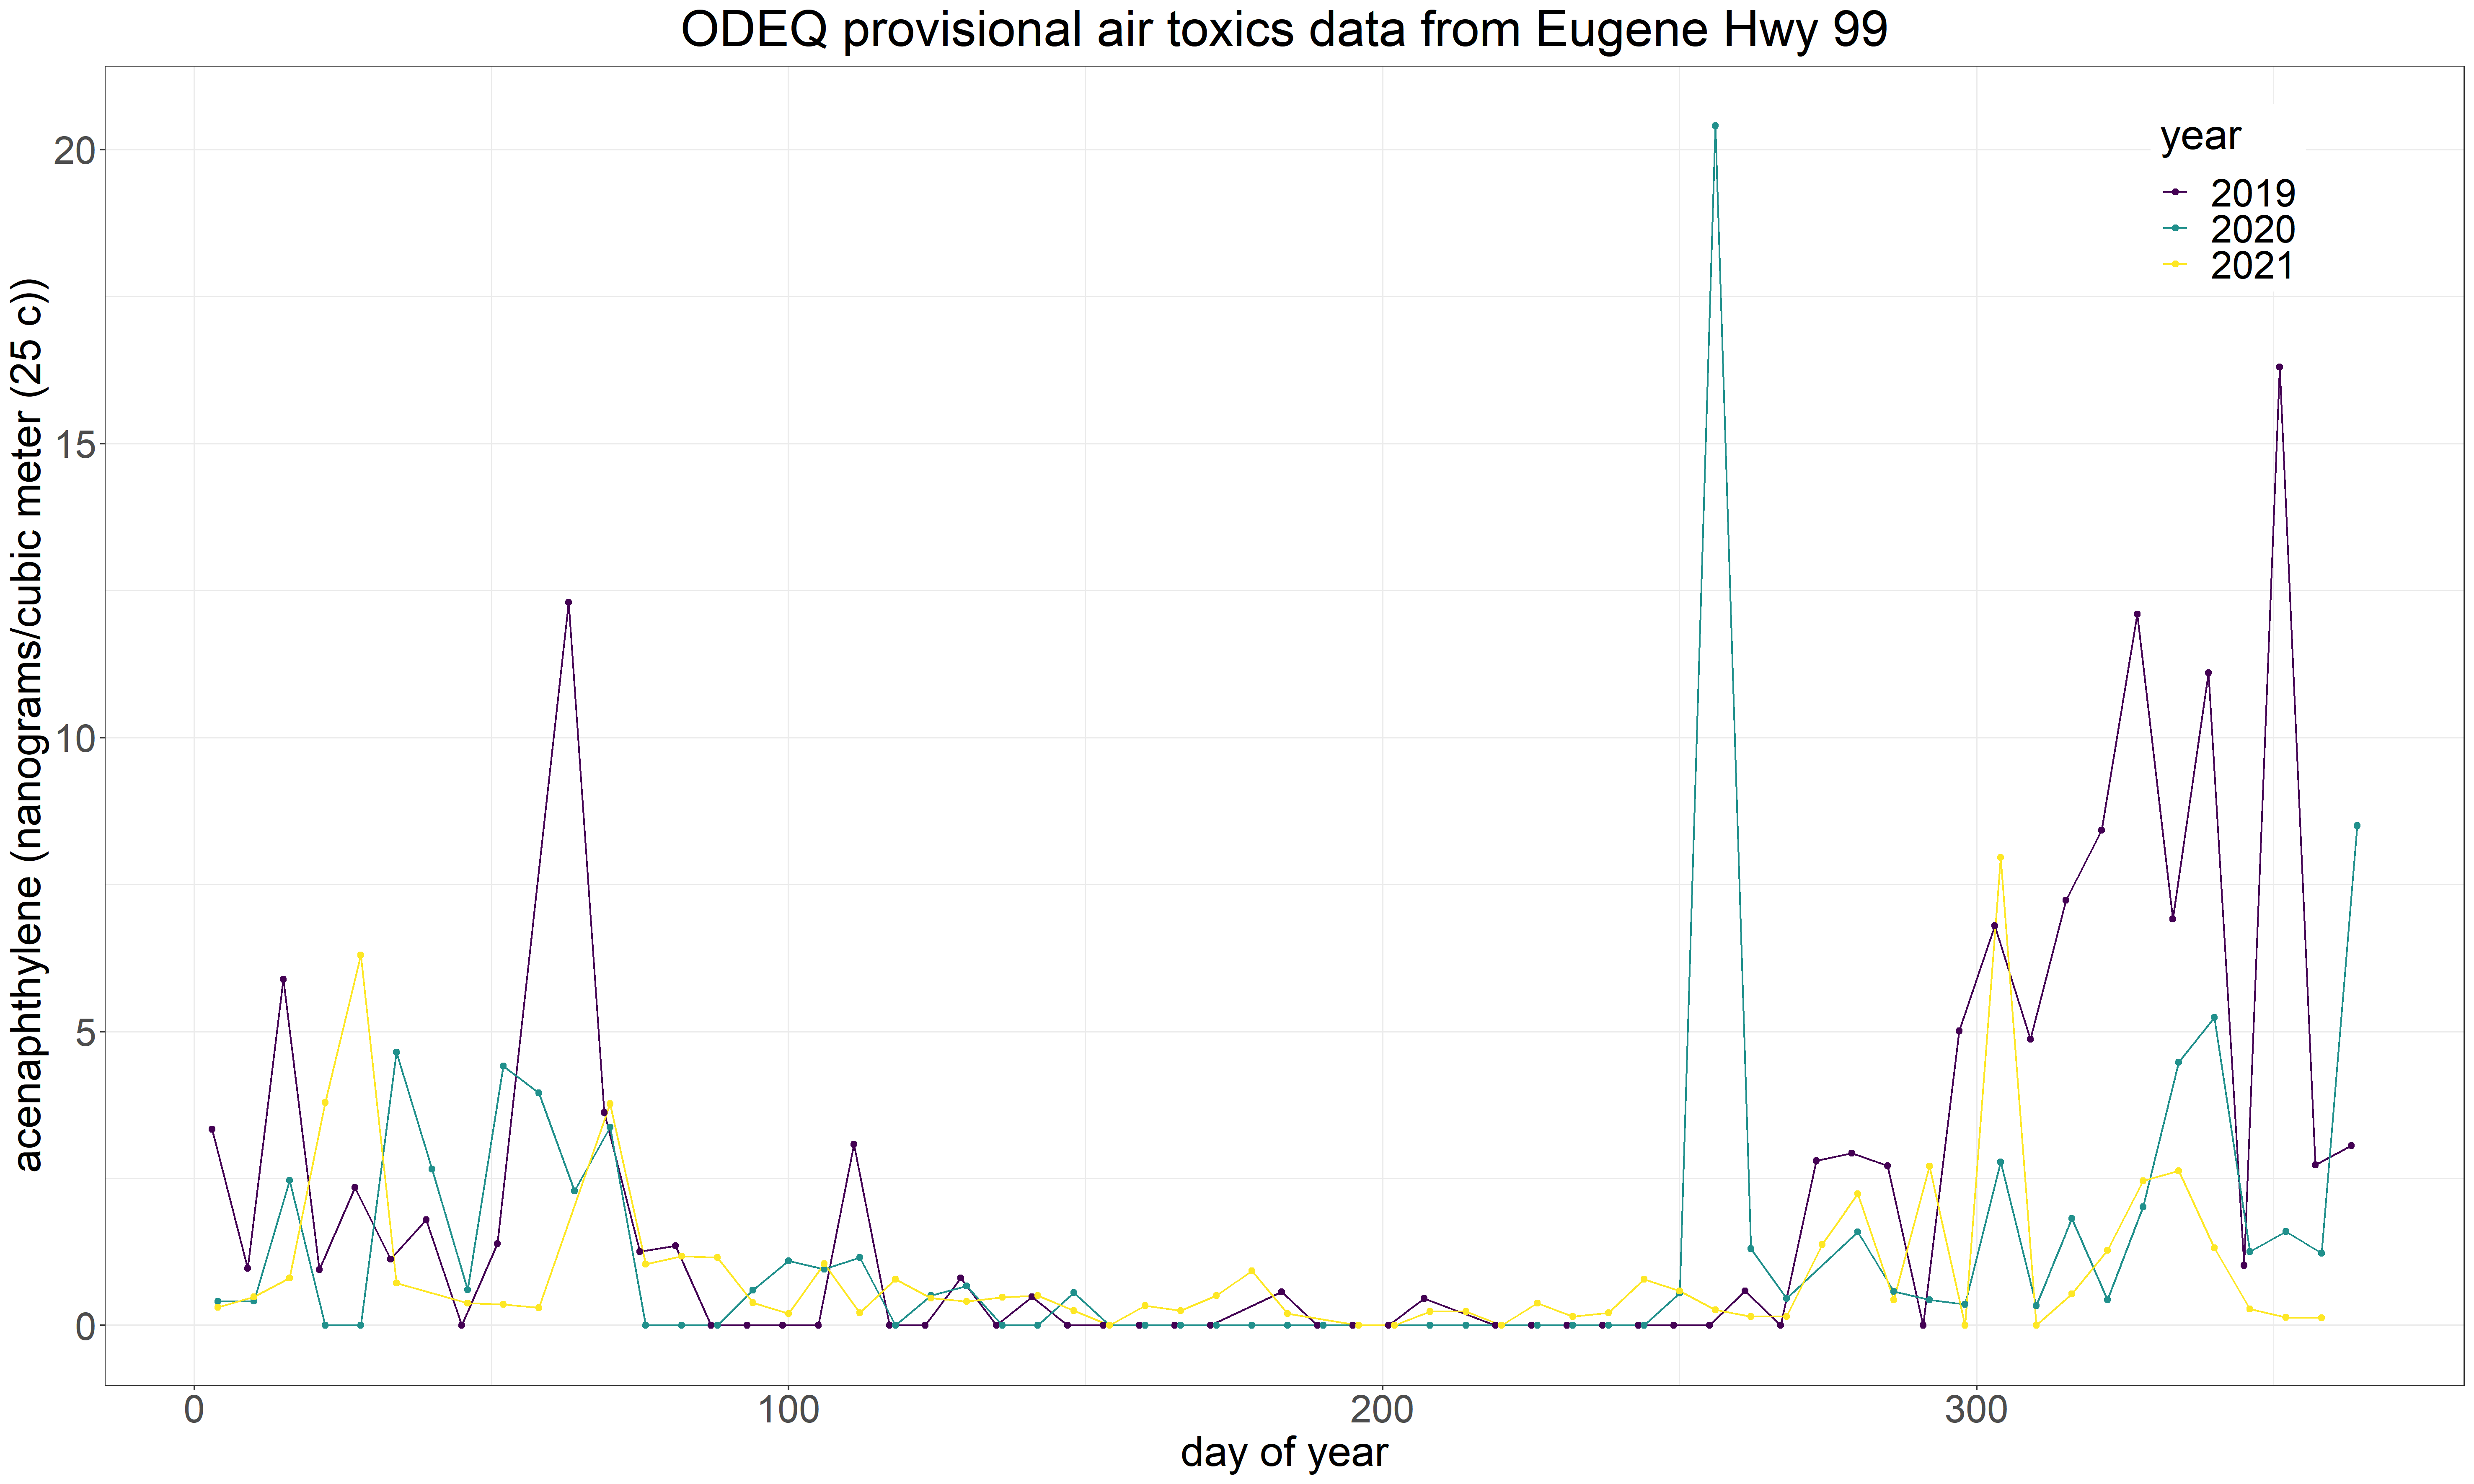 ODEQ provisional air toxics data from Eugene Hwy 99
acenaphthylene (nanograms/cubic meter (25 c))
20
15
10
5
0
year
2019
2020
2021
0 100 200 300
day of year